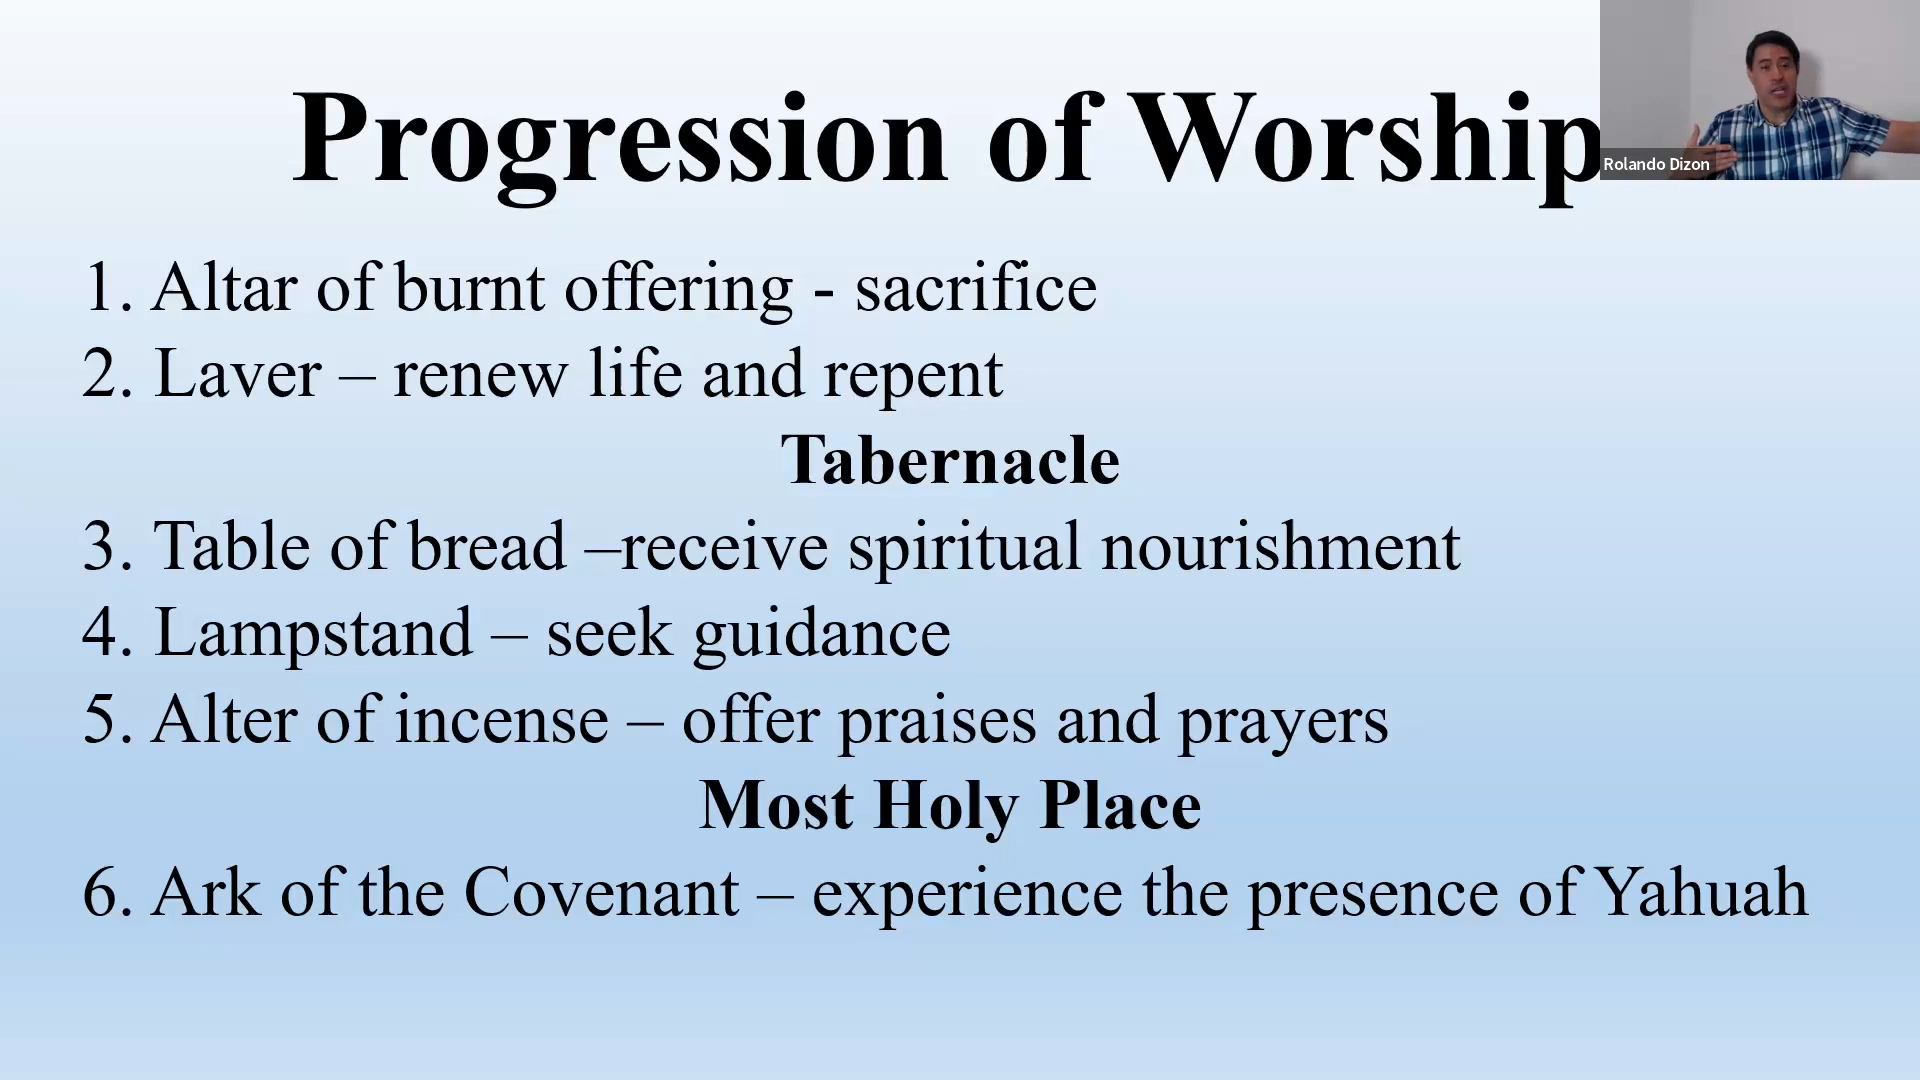 Progression of Worship
Rolando Dizon
1. Altar of burnt offering - sacrifice
2. Laver – renew life and repent
Tabernacle
3. Table of bread –receive spiritual nourishment
4. Lampstand – seek guidance
5. Alter of incense – offer praises and prayers
Most Holy Place
6. Ark of the Covenant – experience the presence of Yahuah